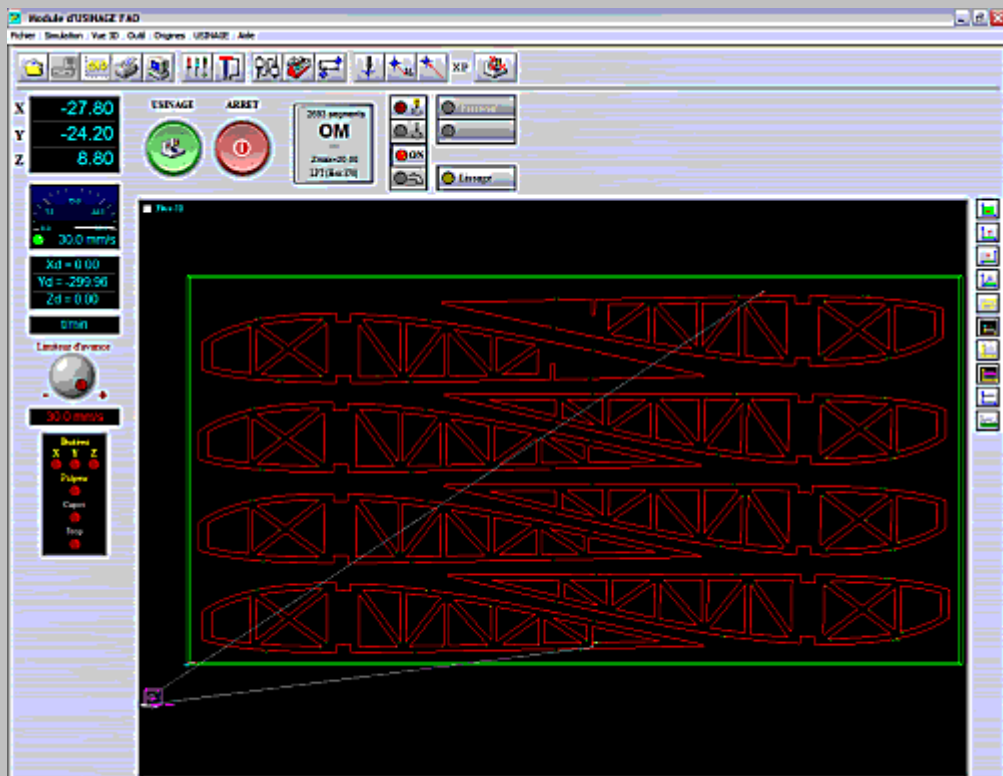 Module d'USINAGE FAO
Fichier Simulation Vue 3D Outil Origines USINAGE Aide
XP
X -27.80
Y -24.20
Z 8.80
USINAGE ARRET
OM
ON
Lissage
30.0 mm/s
Xd = 0.00
Yd = -299.96
Zd = 0.00
t/min
Limiteur d'avance
- +
30.0 mm/s
Butées
X Y Z
Palpeur
Capot
Stop